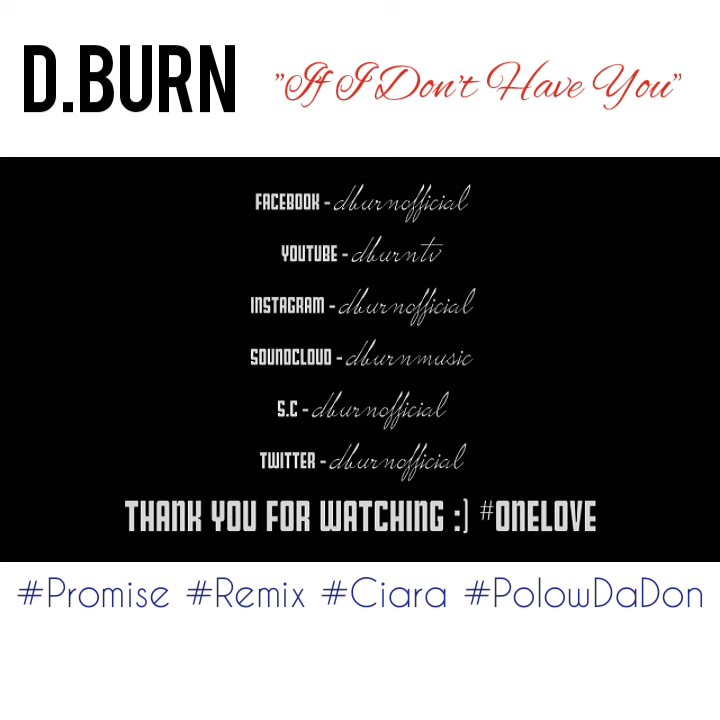 D.BURN "If I Don't Have You"
FACEBOOK - dburnofficial
YOUTUBE - dburntv
INSTAGRAM - dburnofficial
SOUNDCLOUD - dburnmusic
S.C - dburnofficial
TWITTER - dburnofficial
THANK YOU FOR WATCHING :) #ONELOVE
#Promise #Remix #Ciara #PolowDaDon